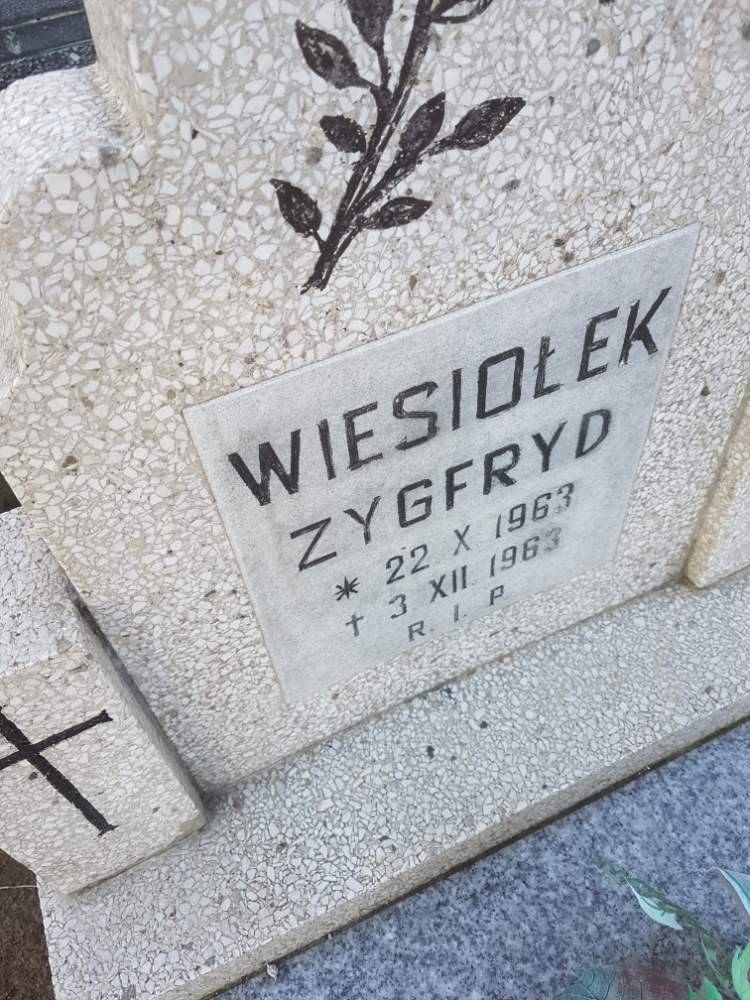 WIESIOŁEK
ZYGFRYD
* 22 X 1963
† 3 XII 1963
R. I. P.